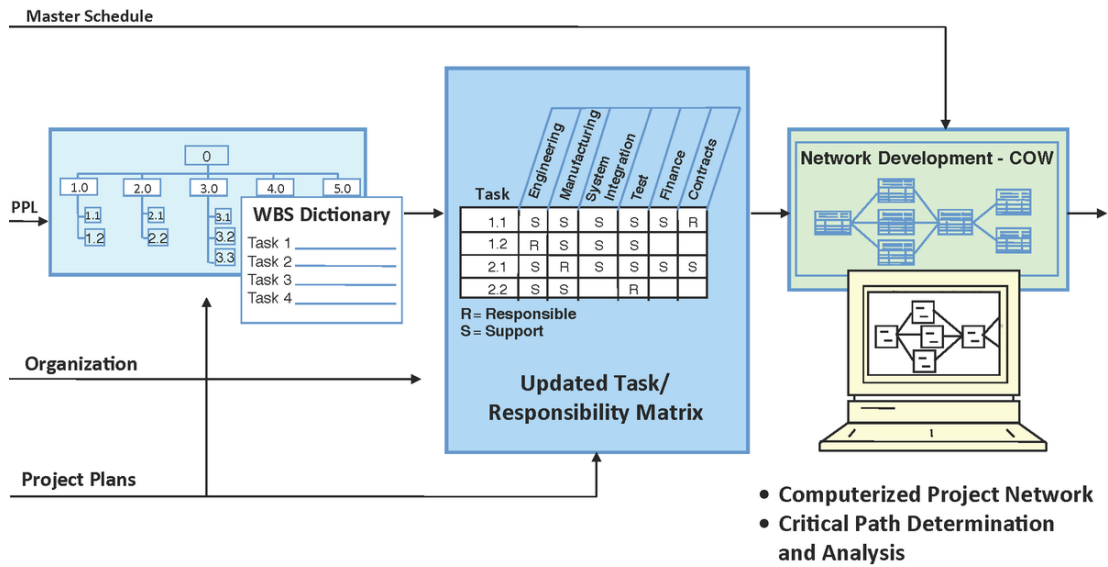 Master Schedule
PPL
0
1.0 2.0 3.0 4.0 5.0
1.1 2.1 3.1
1.2 2.2 3.2
3.3
WBS Dictionary
Task 1
Task 2
Task 3
Task 4
Organization
Project Plans
Task Engineering Manufacturing System Integration Test Finance Contracts
1.1 S S S S S R
1.2 R S S S
2.1 S R S S S S
2.2 S S R
R = Responsible
S = Support
Updated Task/
Responsibility Matrix
Network Development - COW
• Computerized Project Network
• Critical Path Determination
and Analysis